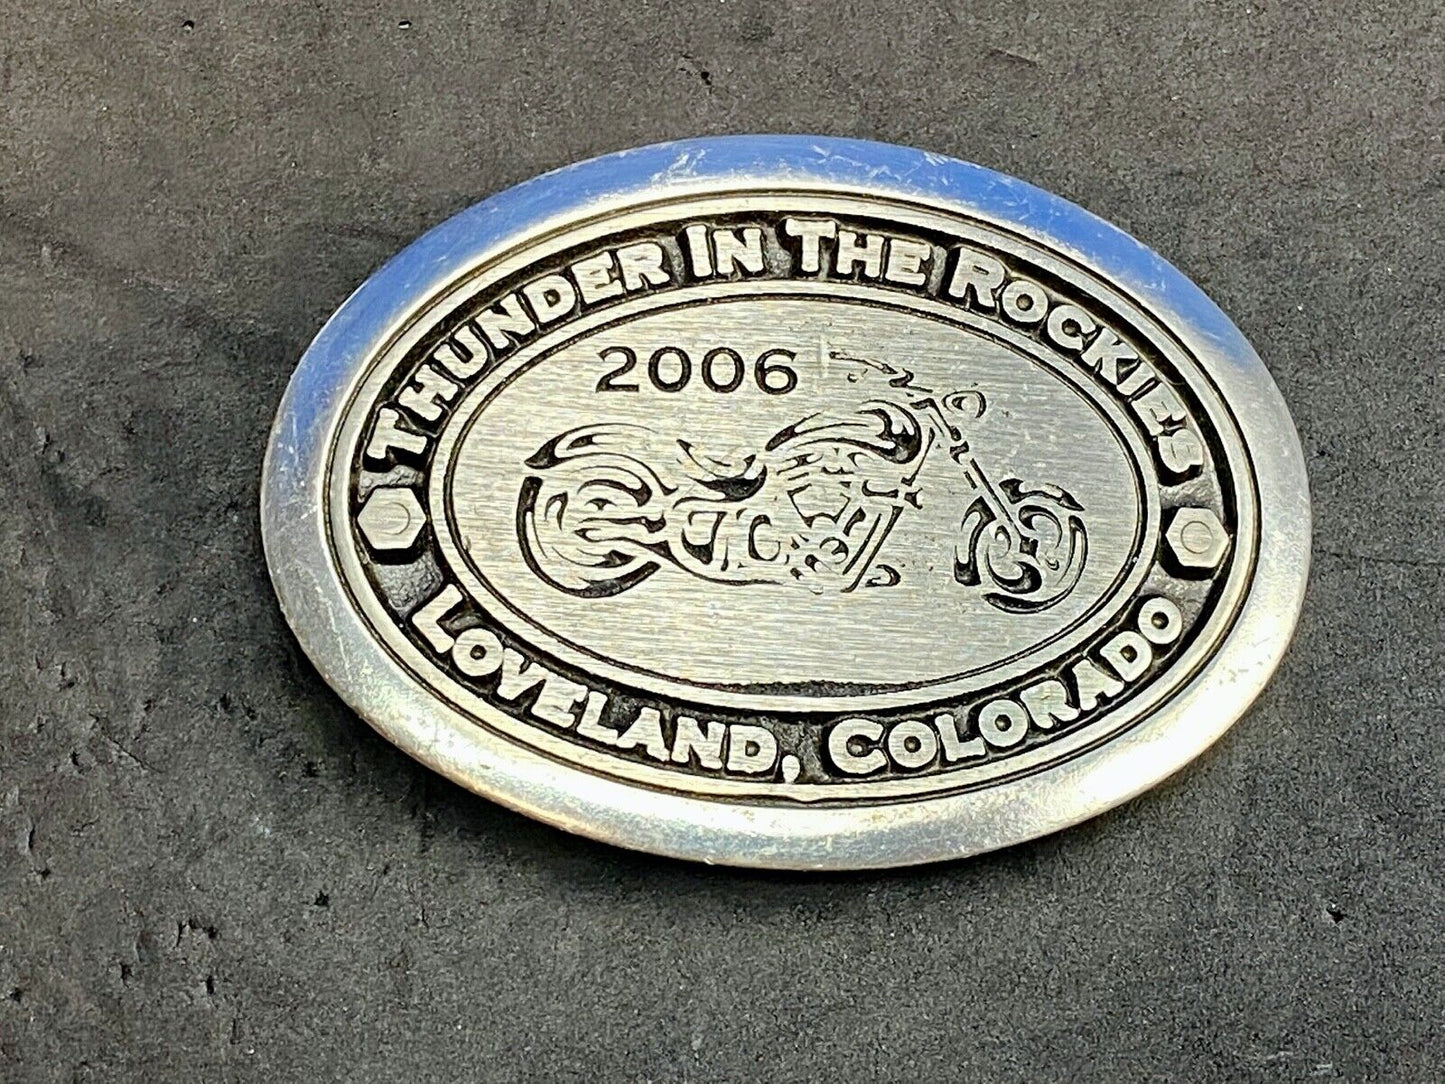 Thunder In The Rockies
2006
Loveland, Colorado